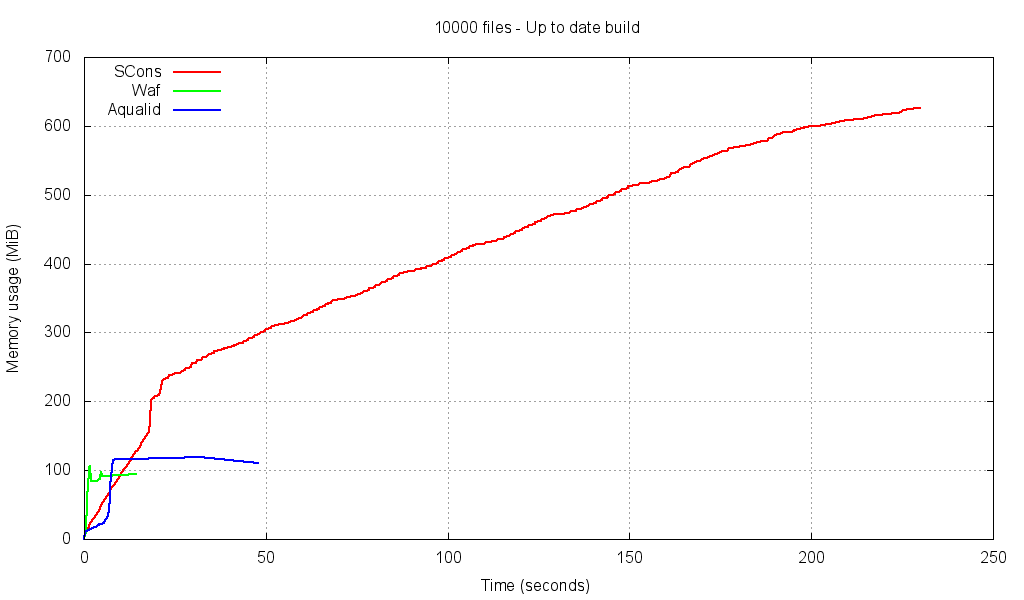 10000 files - Up to date build
Memory usage (MiB)
700
600
500
400
300
200
100
0
SCons
Waf
Aqualid
0 50 100 150 200 250
Time (seconds)